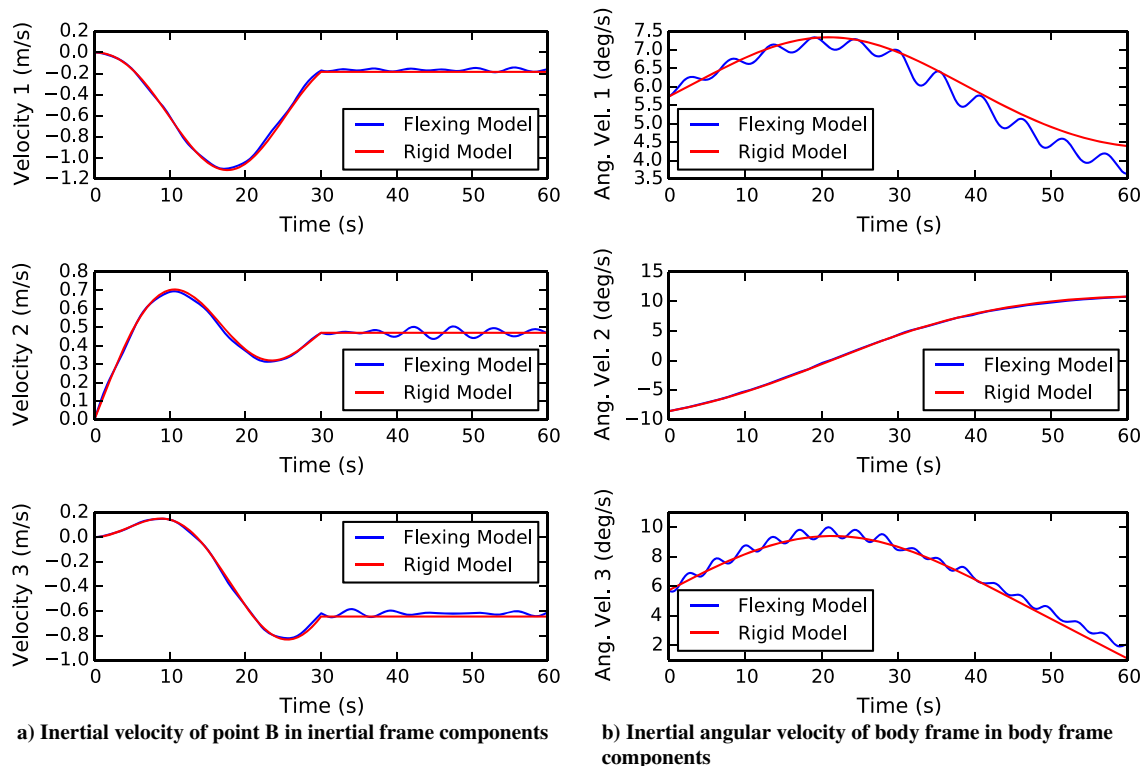 Velocity 1 (m/s)
0.2
0.0
−0.2
−0.4
−0.6
−0.8
−1.0
−1.2
Flexing Model
Rigid Model
0 10 20 30 40 50 60
Time (s)
Ang. Vel. 1 (deg/s)
7.5
7.0
6.5
6.0
5.5
5.0
4.5
4.0
3.5
Flexing Model
Rigid Model
0 10 20 30 40 50 60
Time (s)
Velocity 2 (m/s)
0.8
0.7
0.6
0.5
0.4
0.3
0.2
0.1
0.0
Flexing Model
Rigid Model
0 10 20 30 40 50 60
Time (s)
Ang. Vel. 2 (deg/s)
15
10
5
0
−5
−10
Flexing Model
Rigid Model
0 10 20 30 40 50 60
Time (s)
Velocity 3 (m/s)
0.2
0.0
−0.2
−0.4
−0.6
−0.8
−1.0
Flexing Model
Rigid Model
0 10 20 30 40 50 60
Time (s)
Ang. Vel. 3 (deg/s)
10
8
6
4
2
Flexing Model
Rigid Model
0 10 20 30 40 50 60
Time (s)
a) Inertial velocity of point B in inertial frame components
b) Inertial angular velocity of body frame in body frame
components